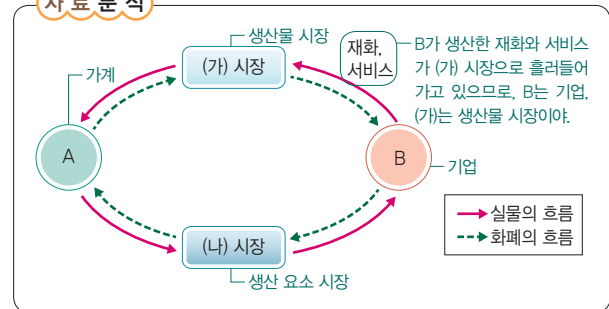 자 료 분 석
생산물 시장
(가) 시장
재화,
서비스
B가 생산한 재화와 서비스
가 (가) 시장으로 흘러들어
가고 있으므로, B는 기업,
(가)는 생산물 시장이야.
가계
A
B
기업
실물의 흐름
화폐의 흐름
(나) 시장
생산 요소 시장